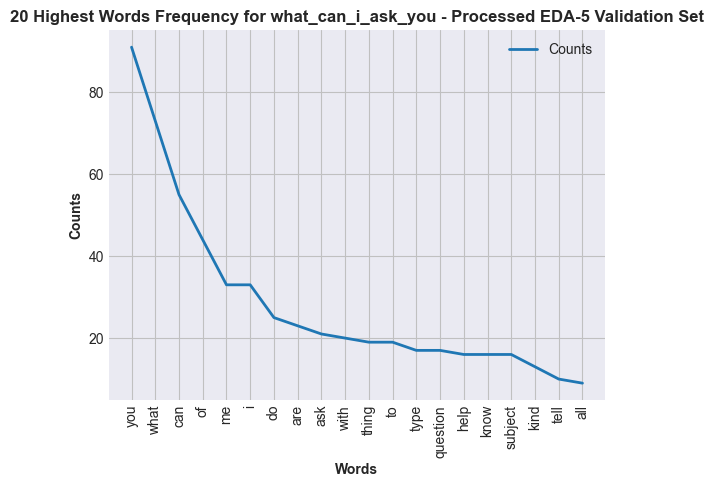 20 Highest Words Frequency for what_can_i_ask_you - Processed EDA-5 Validation Set
Counts
80
60
40
20
Counts
you
what
can
of
me
i
do
are
ask
with
thing
to
type
question
help
know
subject
kind
tell
all
Words